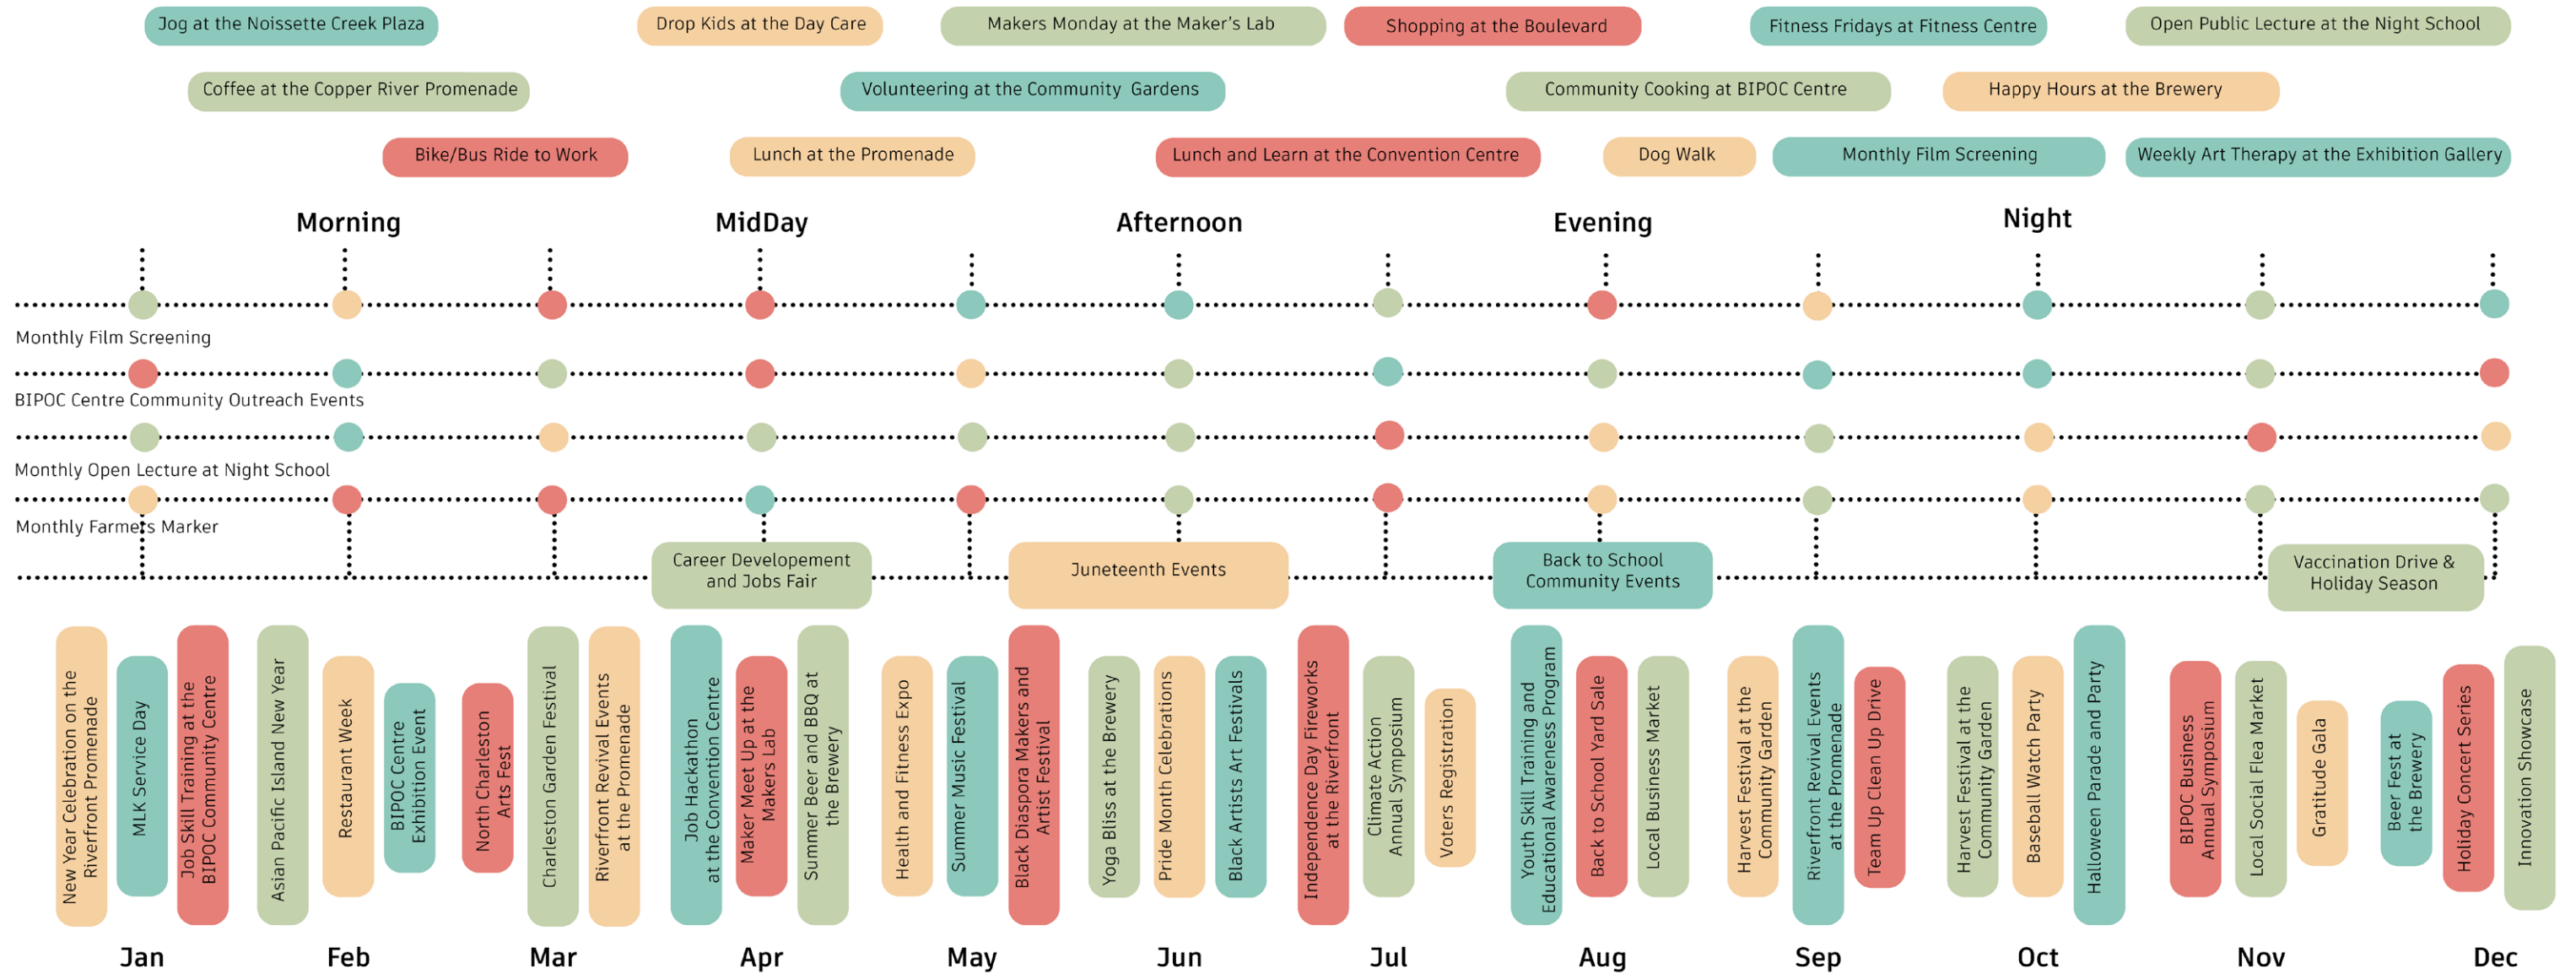 Jog at the Noissette Creek Plaza
Drop Kids at the Day Care
Makers Monday at the Maker's Lab
Shopping at the Boulevard
Fitness Fridays at Fitness Centre
Open Public Lecture at the Night School
Coffee at the Copper River Promenade
Volunteering at the Community Gardens
Community Cooking at BIPOC Centre
Happy Hours at the Brewery
Bike/Bus Ride to Work
Lunch at the Promenade
Lunch and Learn at the Convention Centre
Dog Walk
Monthly Film Screening
Weekly Art Therapy at the Exhibition Gallery
Morning
MidDay
Afternoon
Evening
Night
Monthly Film Screening
BIPOC Centre Community Outreach Events
Monthly Open Lecture at Night School
Monthly Farmers Marker
Career Developement
and Jobs Fair
Juneteenth Events
Back to School
Community Events
Vaccination Drive &
Holiday Season
New Year Celebration on the
Riverfront Promenade
MLK Service Day
Job Skill Training at the
BIPOC Community Centre
Asian Pacific Island New Year
Restaurant Week
BIPOC Centre
Exhibition Event
North Charleston
Arts Fest
Charleston Garden Festival
Riverfront Revival Events
at the Promenade
Job Hackathon
at the Convention Centre
Maker Meet Up at the
Makers Lab
Summer Beer and BBQ at
the Brewery
Health and Fitness Expo
Summer Music Festival
Black Diaspora Makers and
Artist Festival
Yoga Bliss at the Brewery
Pride Month Celebrations
Black Artists Art Festivals
Independence Day Fireworks
at the Riverfront
Climate Action
Annual Symposium
Voters Registration
Youth Skill Training and
Educational Awareness Program
Back to School Yard Sale
Local Business Market
Harvest Festival at the
Community Garden
Riverfront Revival Events
at the Promenade
Team Up Clean Up Drive
Harvest Festival at the
Community Garden
Baseball Watch Party
Halloween Parade and Party
BIPOC Business
Annual Symposium
Local Social Flea Market
Gratitude Gala
Beer Fest at
the Brewery
Holiday Concert Series
Innovation Showcase
Jan
Feb
Mar
Apr
May
Jun
Jul
Aug
Sep
Oct
Nov
Dec